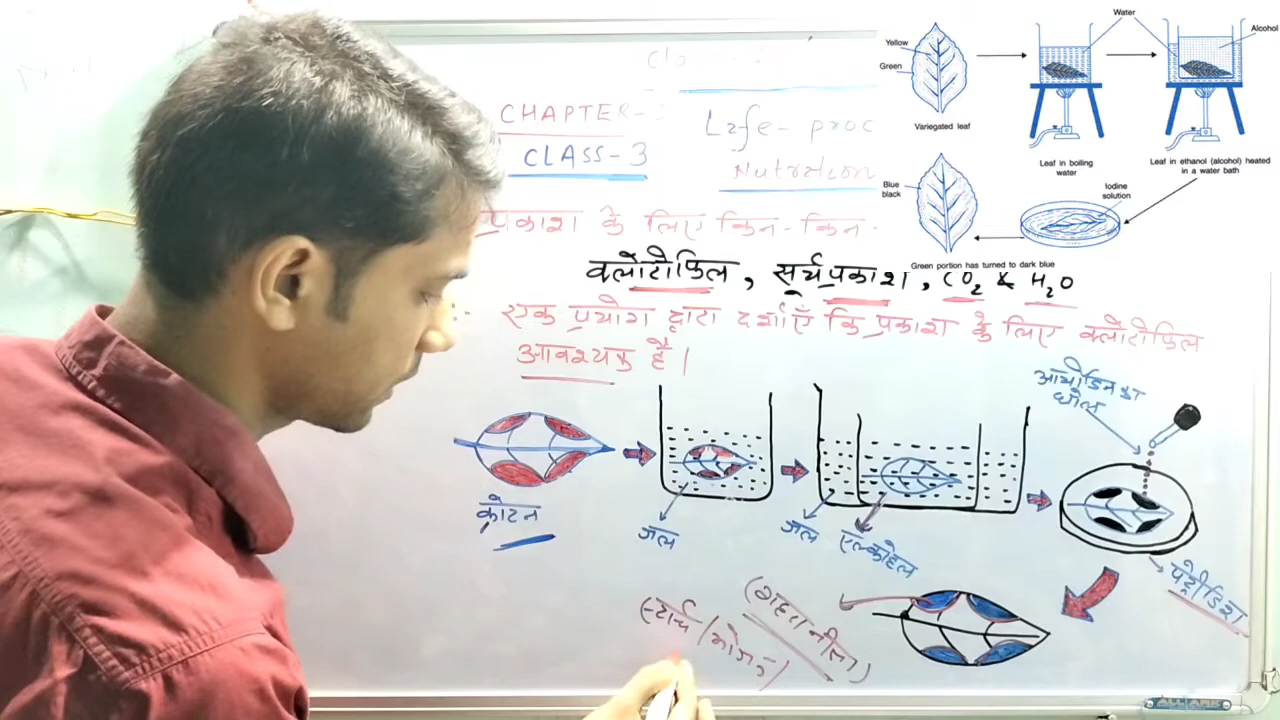 CHAPTER-
Life - proc
CLASS-3
Nutrition
प्रकाश के लिए किन-किन-
क्लोरोफिल, सूर्यप्रकाश, CO2 & H2O
एक प्रयोग द्वारा दर्शाएँ कि प्रकाश के लिए क्लोरोफिल
आवश्यक है।
क्रोटन
जल
जल
एल्कोहल
आयोडिन का
घोल
पेट्रीडिश
(गहरा नीला)
(स्टार्च/
Water
Alcohol
Yellow
Green
Variegated leaf
Leaf in boiling
water
Leaf in ethanol (alcohol) heated
in a water bath
Blue
black
Iodine
solution
Green portion has turned to dark blue